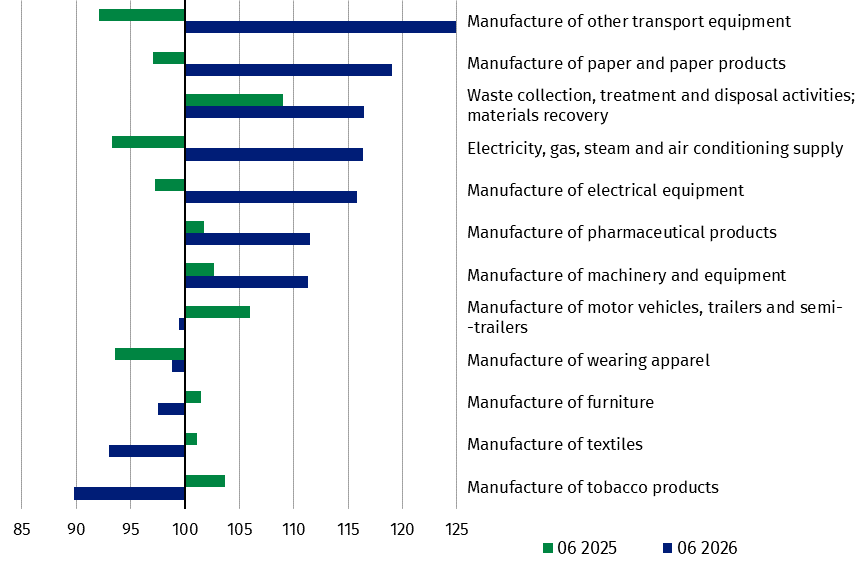 Manufacture of other transport equipment
Manufacture of paper and paper products
Waste collection, treatment and disposal activities;
materials recovery
Electricity, gas, steam and air conditioning supply
Manufacture of electrical equipment
Manufacture of pharmaceutical products
Manufacture of machinery and equipment
Manufacture of motor vehicles, trailers and semi-
-trailers
Manufacture of wearing apparel
Manufacture of furniture
Manufacture of textiles
Manufacture of tobacco products
85 90 95 100 105 110 115 120 125
06 2025 06 2026